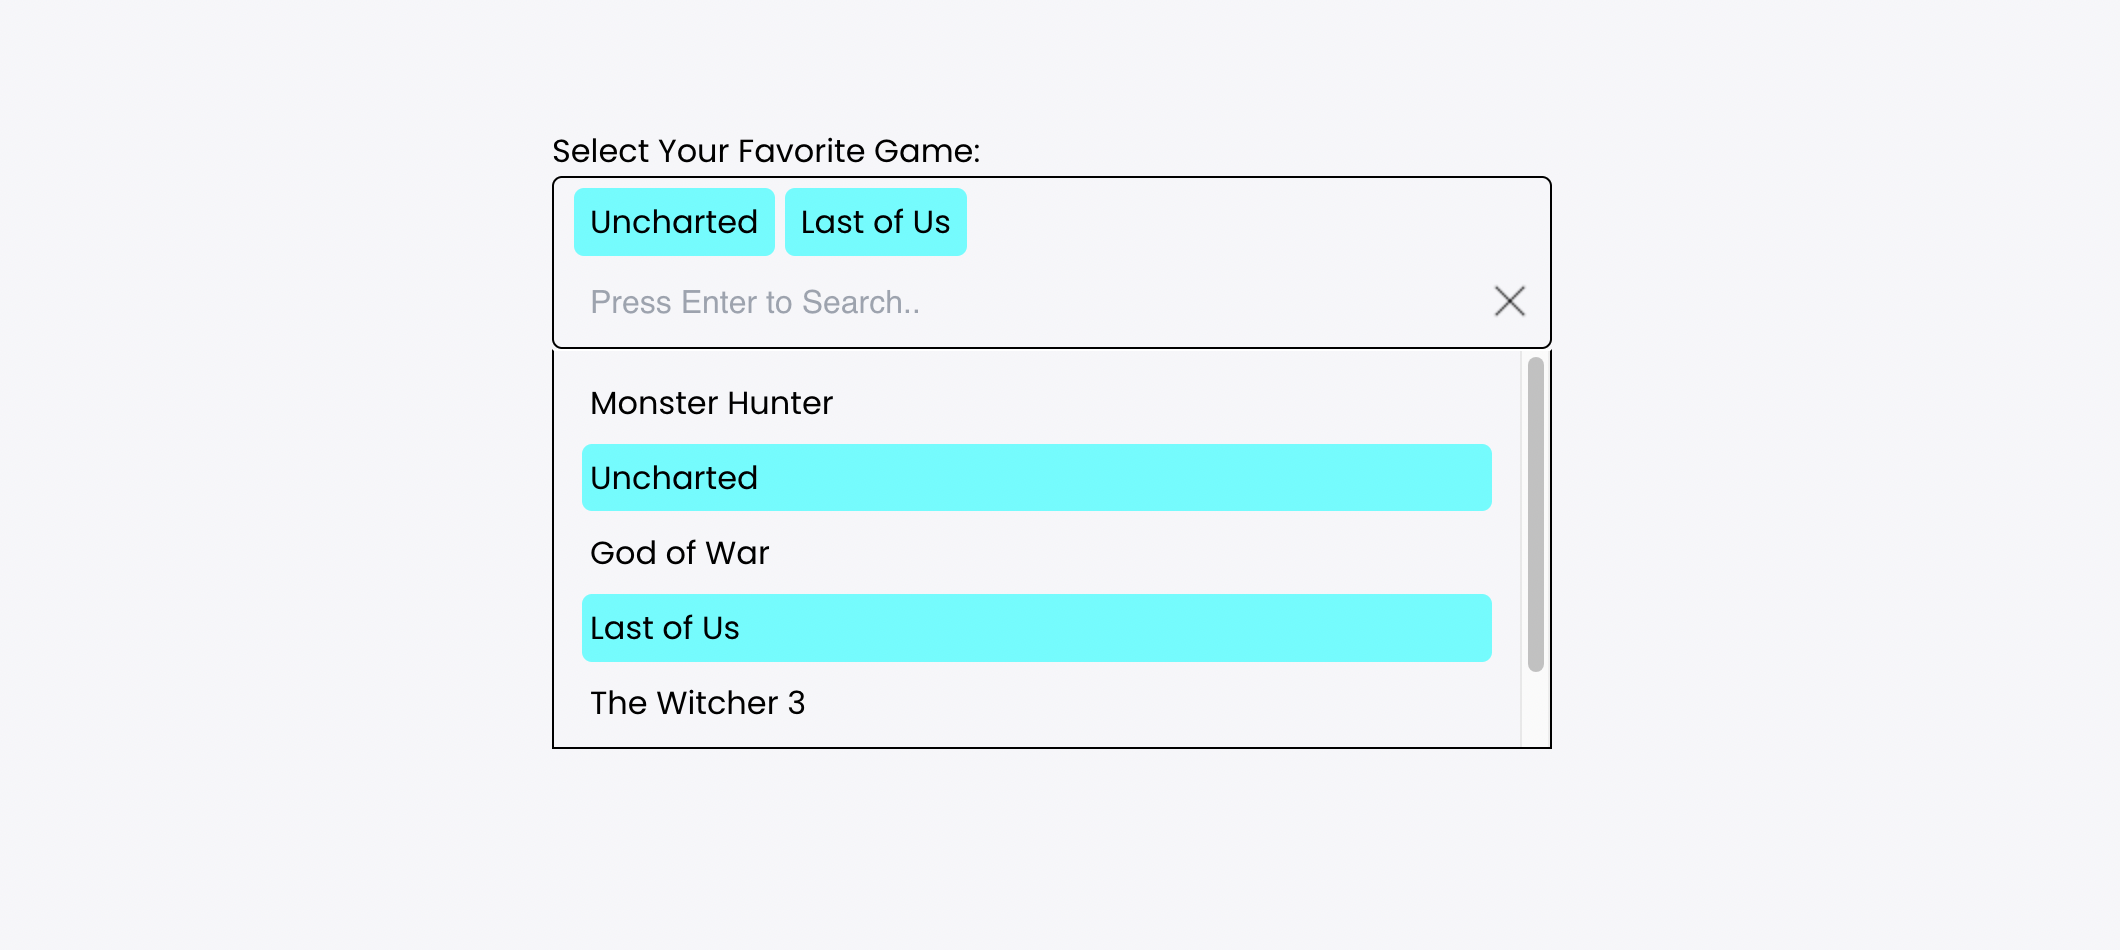 Select Your Favorite Game:
Uncharted Last of Us
Press Enter to Search..
Monster Hunter
Uncharted
God of War
Last of Us
The Witcher 3